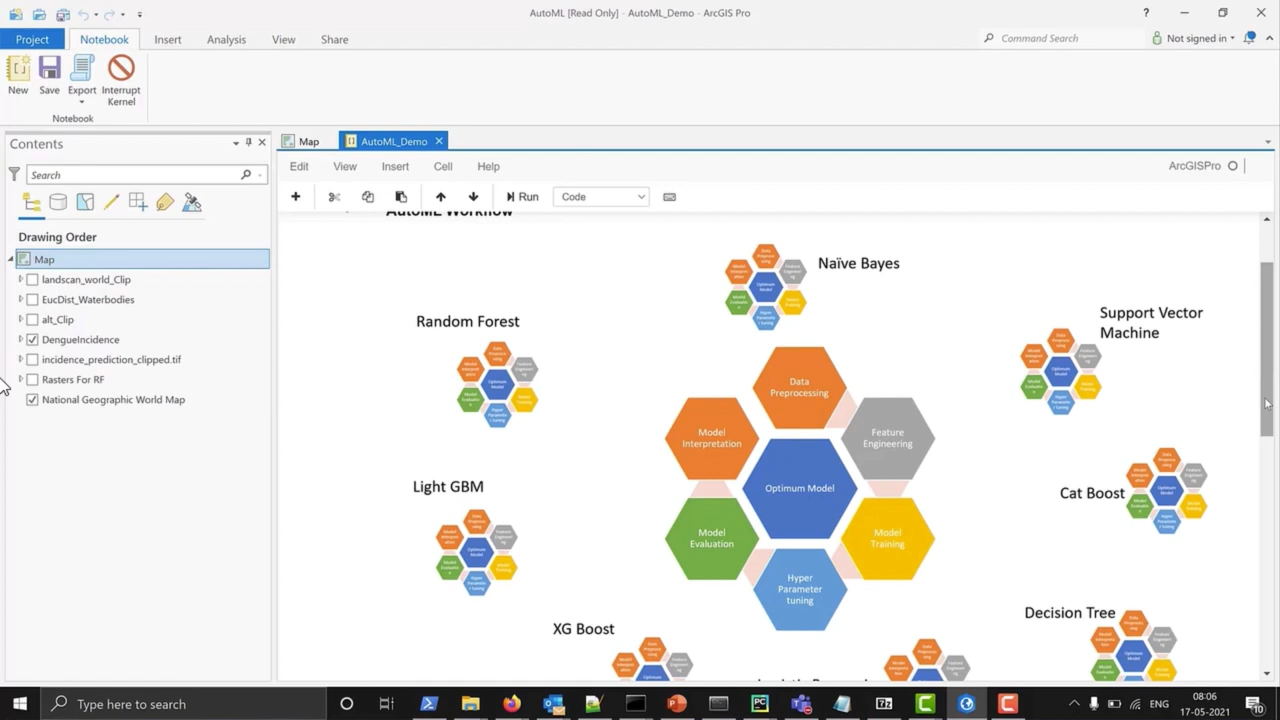 AutoML [Read Only] - AutoML_Demo - ArcGIS Pro
?
Project
Notebook
Insert
Analysis
View
Share
Command Search
Not signed in
New
Save
Export
Interrupt
Kernel
Notebook
Contents
Search
Drawing Order
Map
landscan_world_Clip
EucDist_Waterbodies
alt_Clip
DengueIncidence
incidence_prediction_clipped.tif
Rasters For RF
National Geographic World Map
Map
AutoML_Demo
Edit
View
Insert
Cell
Help
ArcGISPro
Run
Code
AutoML Workflow
Naïve Bayes
Random Forest
Support Vector
Machine
Data
Preprocessing
Model
Interpretation
Feature
Engineering
Optimum Model
Light GBM
Cat Boost
Model
Evaluation
Model
Training
Hyper
Parameter
tuning
XG Boost
Decision Tree
Type here to search
ENG
08:06
17-05-2021
10